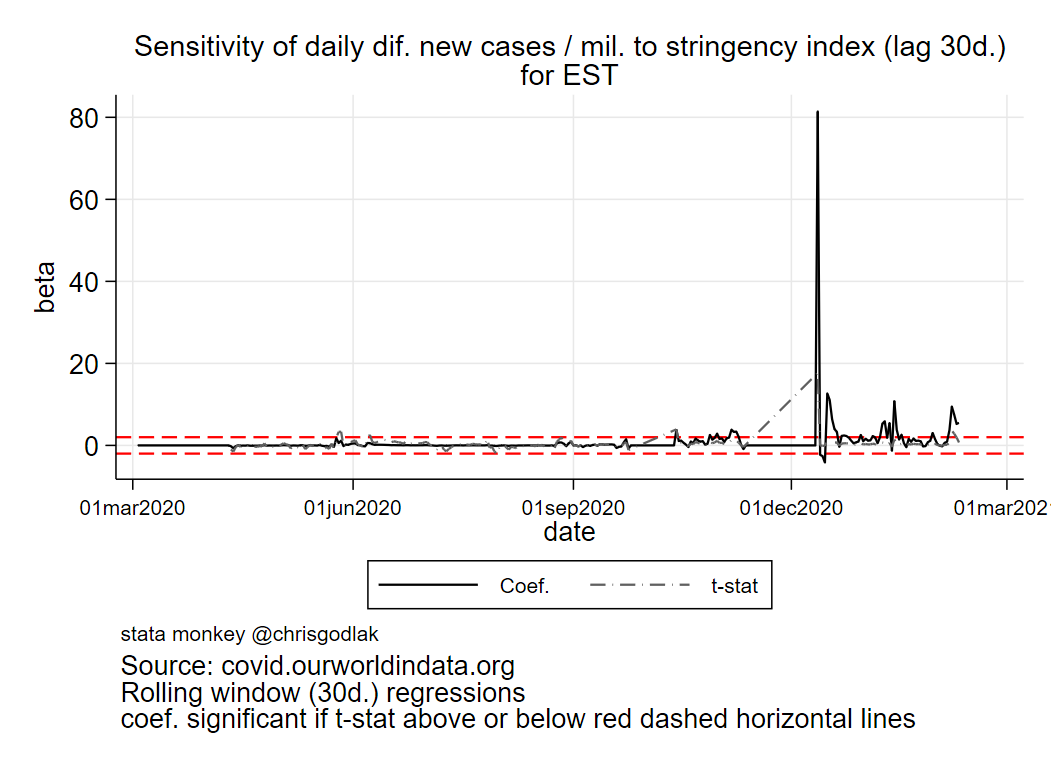 Sensitivity of daily dif. new cases / mil. to stringency index (lag 30d.)
for EST
80
60
40
20
0
beta
01mar2020
01jun2020
01sep2020
01dec2020
01mar202
date
Coef.
t-stat
stata monkey @chrisgodlak
Source: covid.ourworldindata.org
Rolling window (30d.) regressions
coef. significant if t-stat above or below red dashed horizontal lines